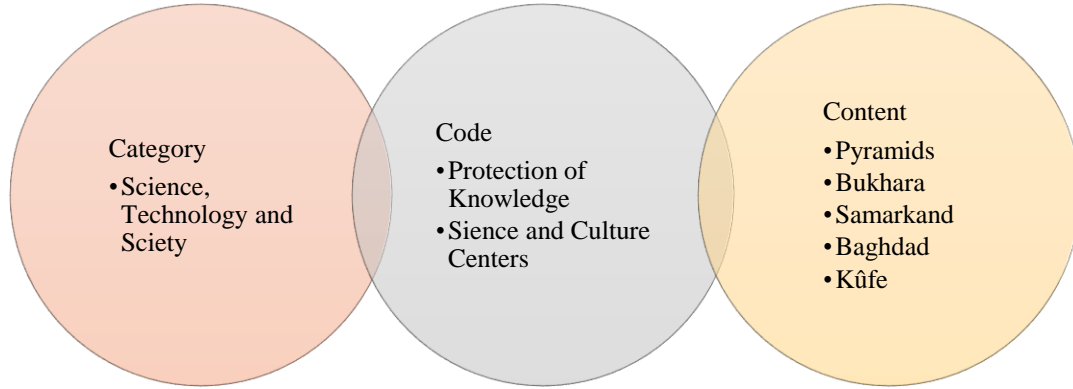 Category
•Science,
Technology and
Sciety
Code
•Protection of
Knowledge
•Sience and Culture
Centers
Content
•Pyramids
•Bukhara
•Samarkand
•Baghdad
•Kûfe